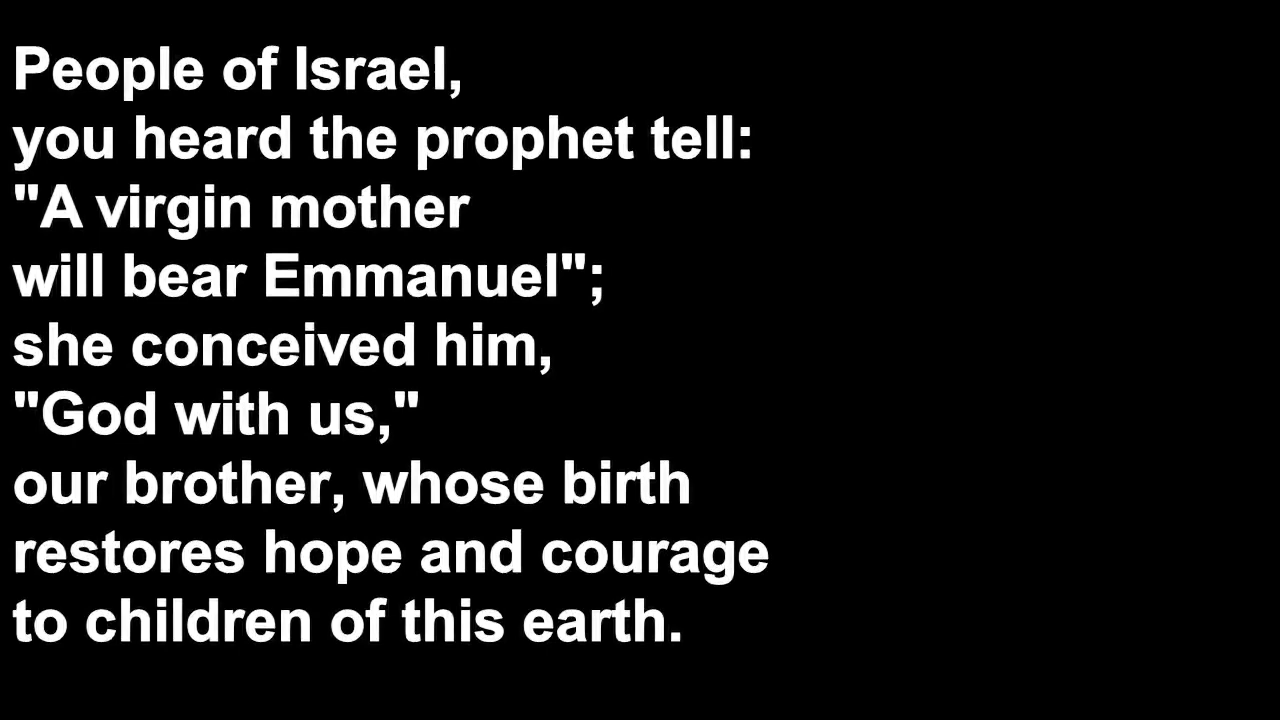 People of Israel,
you heard the prophet tell:
"A virgin mother
will bear Emmanuel";
she conceived him,
"God with us,"
our brother, whose birth
restores hope and courage
to children of this earth.